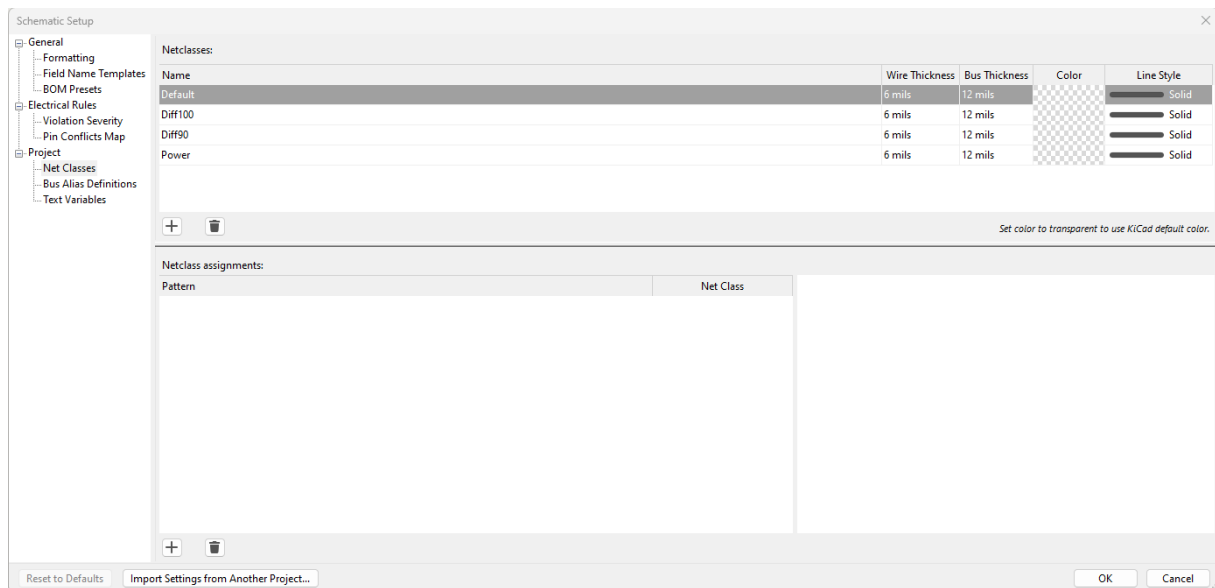 Schematic Setup
General
Formatting
Field Name Templates
BOM Presets
Electrical Rules
Violation Severity
Pin Conflicts Map
Project
Net Classes
Bus Alias Definitions
Text Variables
Netclasses:
Name Wire Thickness Bus Thickness Color Line Style
Default 6 mils 12 mils Solid
Diff100 6 mils 12 mils Solid
Diff90 6 mils 12 mils Solid
Power 6 mils 12 mils Solid
Set color to transparent to use KiCad default color.
Netclass assignments:
Pattern Net Class
Reset to Defaults Import Settings from Another Project... OK Cancel